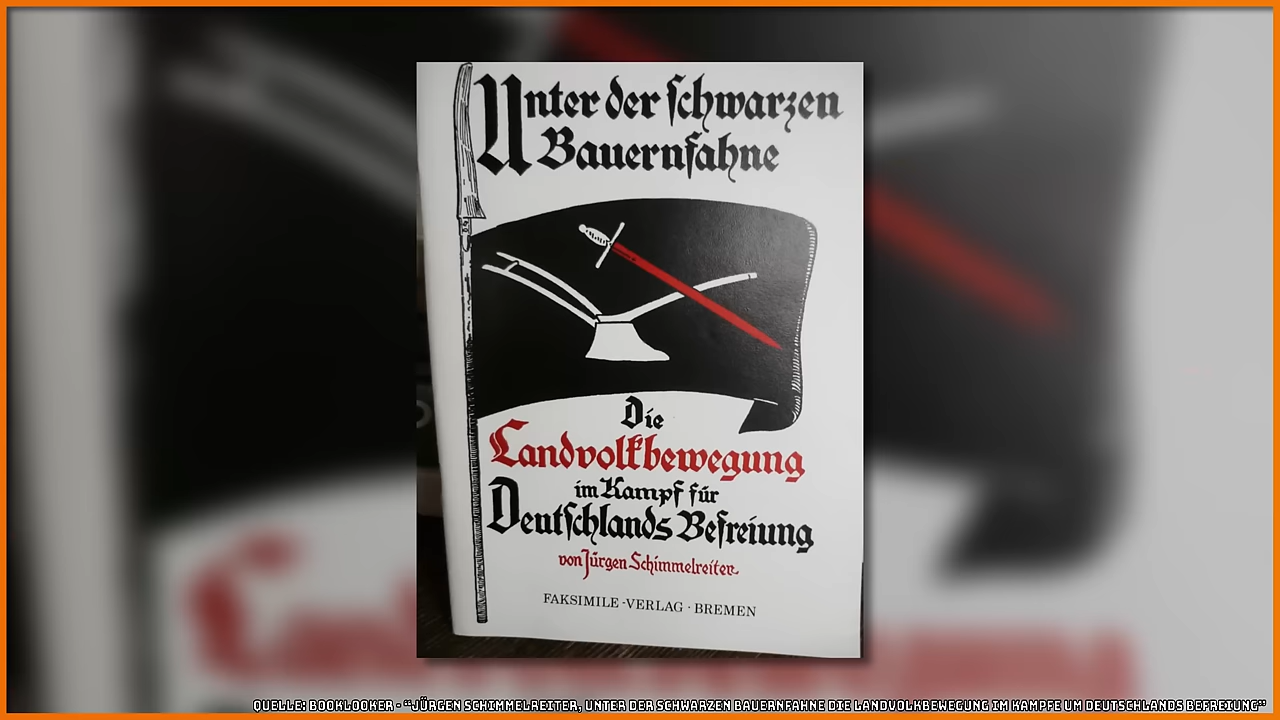 Unter der schwarzen
Bauernfahne
Die
Landvolkbewegung
im Kampf für
Deutschlands Befreiung
von Jürgen Schimmelreiter
FAKSIMILE-VERLAG · BREMEN
QUELLE: BOOKLOOKER - "JÜRGEN SCHIMMELREITER, UNTER DER SCHWARZEN BAUERNFAHNE DIE LANDVOLKBEWEGUNG IM KAMPFE UM DEUTSCHLANDS BEFREIUNG"